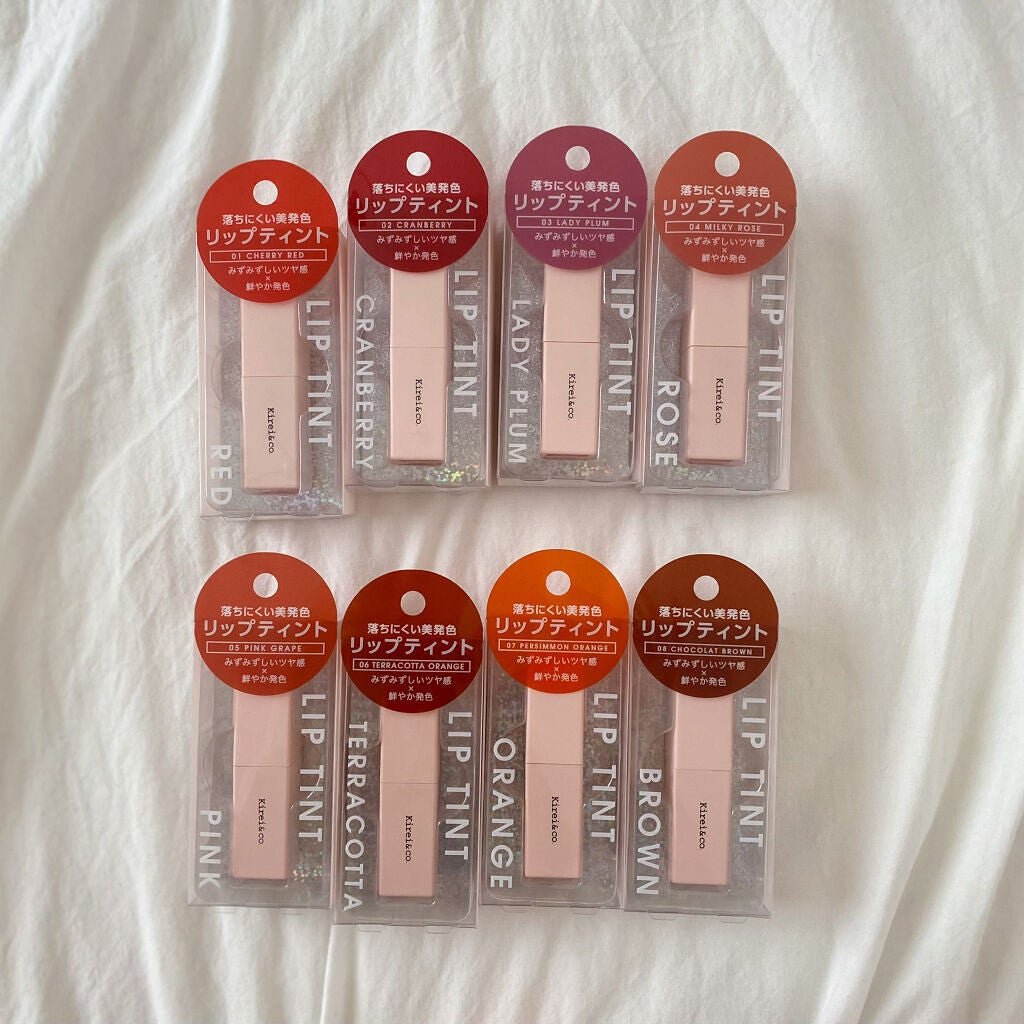 落ちにくい美発色
リップティント
01 CHERRY RED
みずみずしいツヤ感
×
鮮やか発色
LIP TINT
RED
Kirei&co.
落ちにくい美発色
リップティント
02 CRANBERRY
みずみずしいツヤ感
×
鮮やか発色
LIP TINT
CRANBERRY
Kirei&co.
落ちにくい美発色
リップティント
03 LADY PLUM
みずみずしいツヤ感
×
鮮やか発色
LIP TINT
LADY PLUM
Kirei&co.
落ちにくい美発色
リップティント
04 MILKY ROSE
みずみずしいツヤ感
×
鮮やか発色
LIP TINT
ROSE
Kirei&co.
落ちにくい美発色
リップティント
05 PINK GRAPE
みずみずしいツヤ感
×
鮮やか発色
LIP TINT
PINK
Kirei&co.
落ちにくい美発色
リップティント
06 TERRACOTTA ORANGE
みずみずしいツヤ感
×
鮮やか発色
LIP TINT
TERRACOTTA
Kirei&co.
落ちにくい美発色
リップティント
07 PERSIMMON ORANGE
みずみずしいツヤ感
×
鮮やか発色
LIP TINT
ORANGE
Kirei&co.
落ちにくい美発色
リップティント
08 CHOCOLAT BROWN
みずみずしいツヤ感
×
鮮やか発色
LIP TINT
BROWN
Kirei&co.